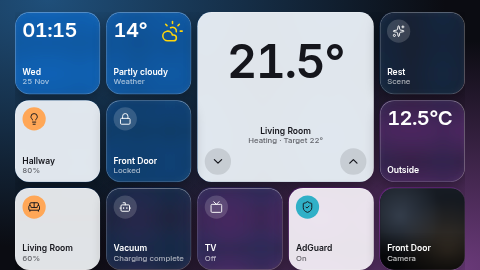 01:15
Wed
25 Nov
14°
Partly cloudy
Weather
21.5°
Living Room
Heating · Target 22°
Rest
Scene
Hallway
80%
Front Door
Locked
12.5°C
Outside
Living Room
60%
Vacuum
Charging complete
TV
Off
AdGuard
On
Front Door
Camera